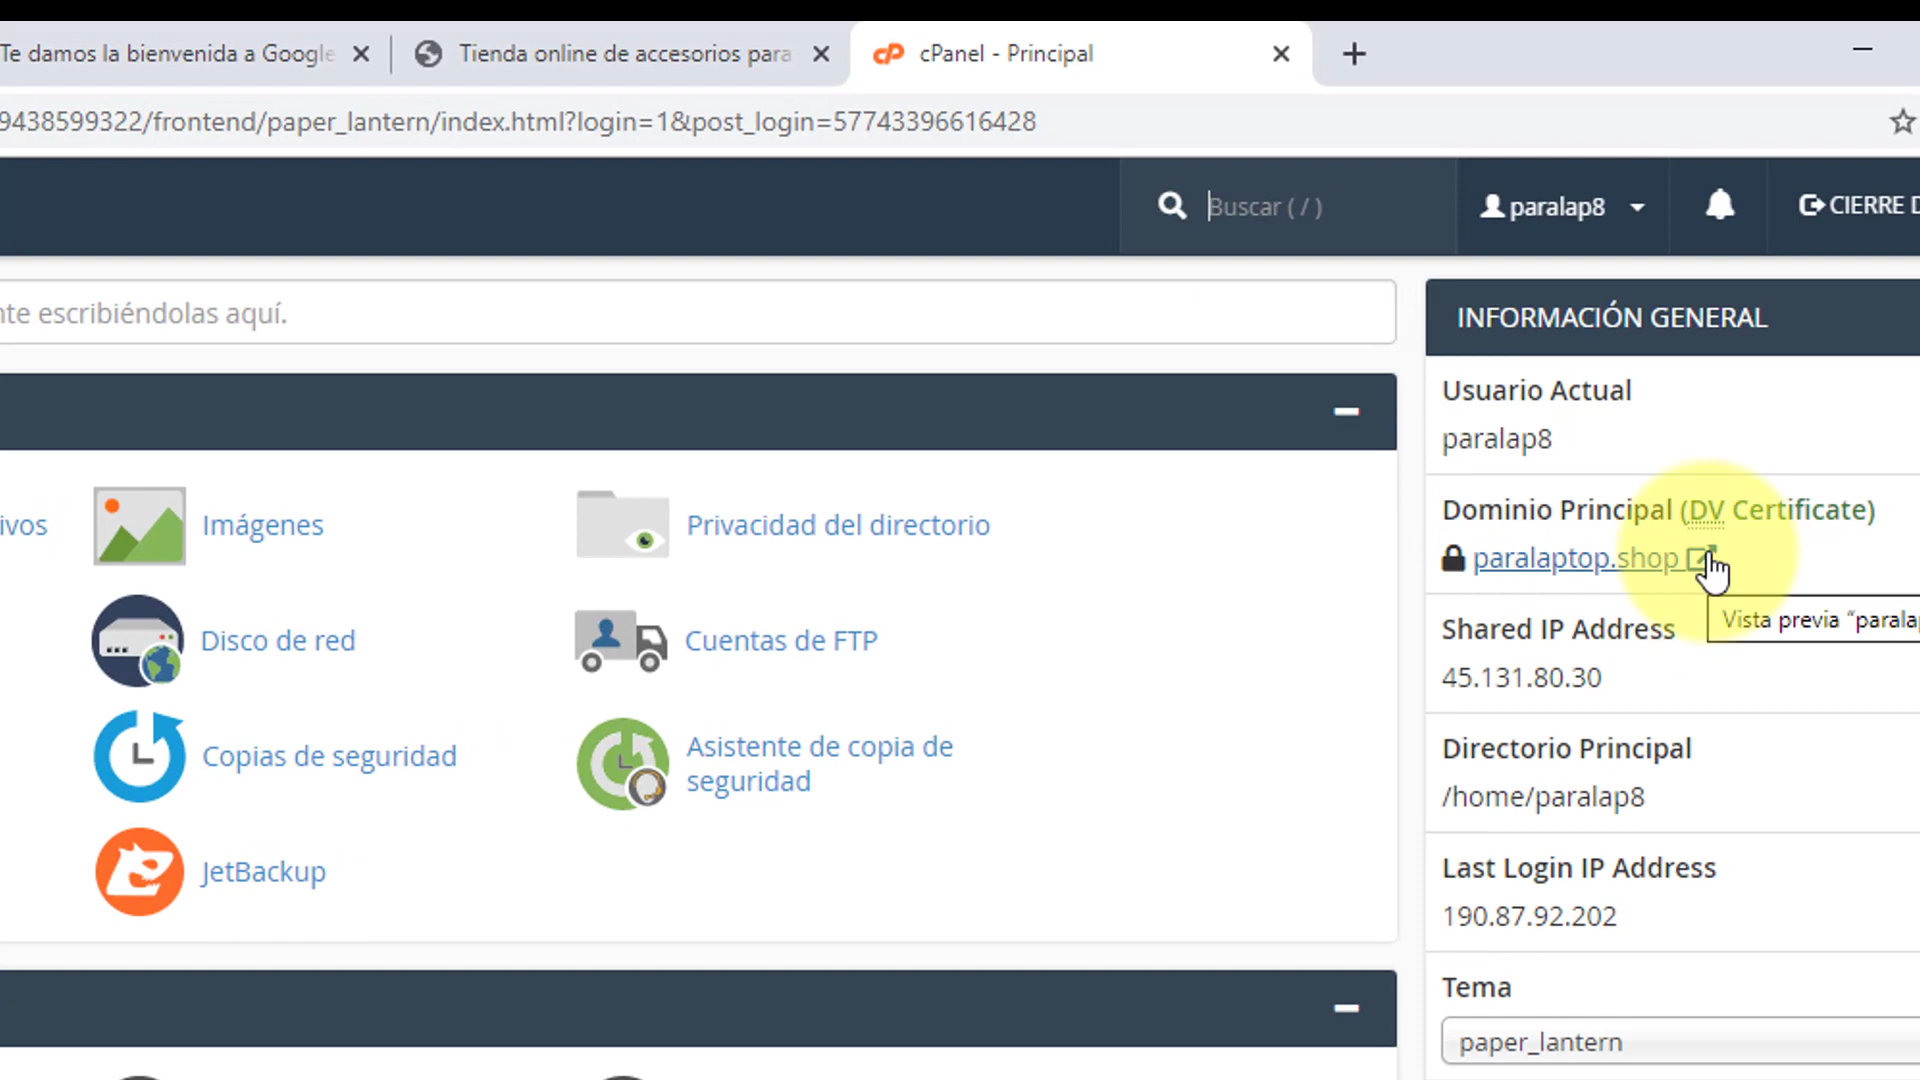 Te damos la bienvenida a Google
Tienda online de accesorios para
cPanel - Principal
9438599322/frontend/paper_lantern/index.html?login=1&post_login=57743396616428
Buscar ( / )
paralap8
CIERRE D
nte escribiéndolas aquí.
INFORMACIÓN GENERAL
Usuario Actual
paralap8
Dominio Principal (DV Certificate)
paralaptop.shop
Vista previa “parala
Shared IP Address
45.131.80.30
Directorio Principal
/home/paralap8
Last Login IP Address
190.87.92.202
Tema
paper_lantern
ivos
Imágenes
Privacidad del directorio
Disco de red
Cuentas de FTP
Copias de seguridad
Asistente de copia de
seguridad
JetBackup